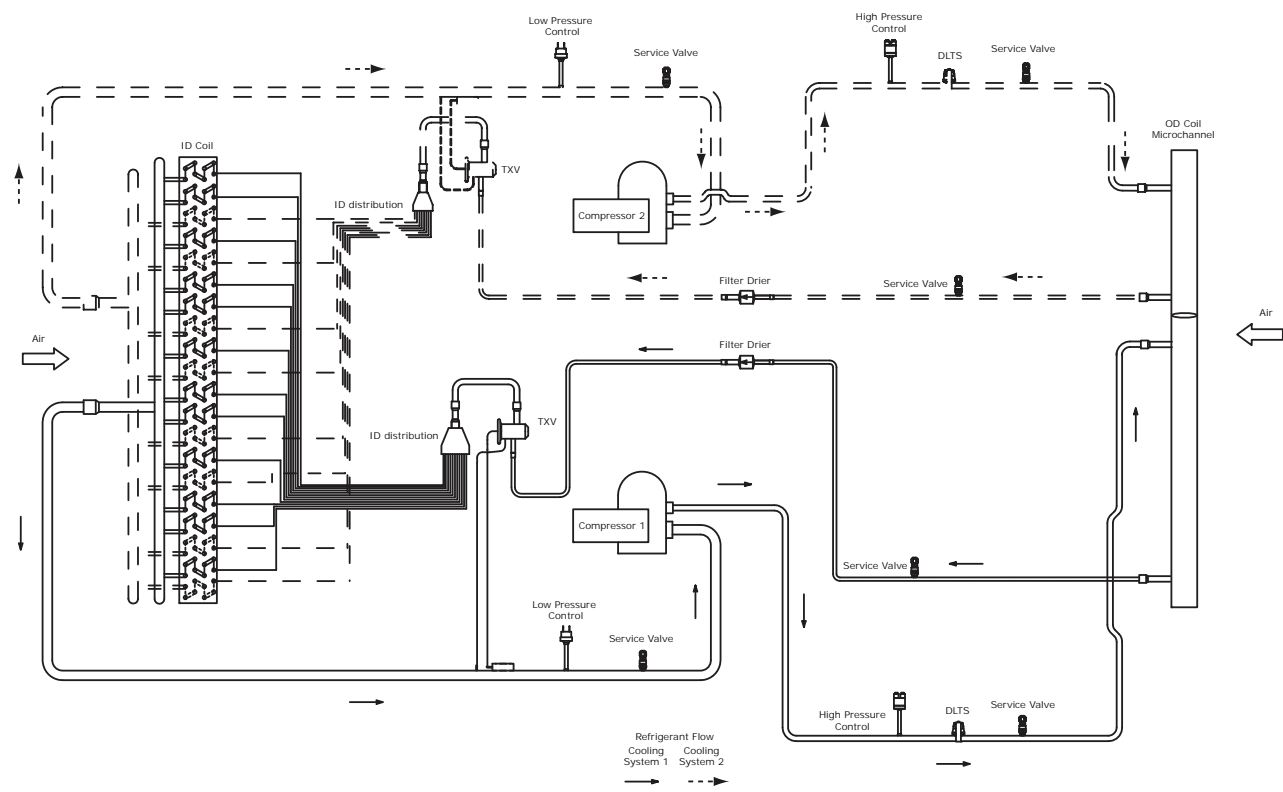 Low Pressure
Control
Service Valve
High Pressure
Control
DLTS
Service Valve
OD Coil
Microchannel
ID Coil
TXV
ID distribution
Compressor 2
Filter Drier
Service Valve
Air
Air
Filter Drier
TXV
ID distribution
Compressor 1
Service Valve
Low Pressure
Control
Service Valve
High Pressure
Control
DLTS
Service Valve
Refrigerant Flow
Cooling
System 1
Cooling
System 2